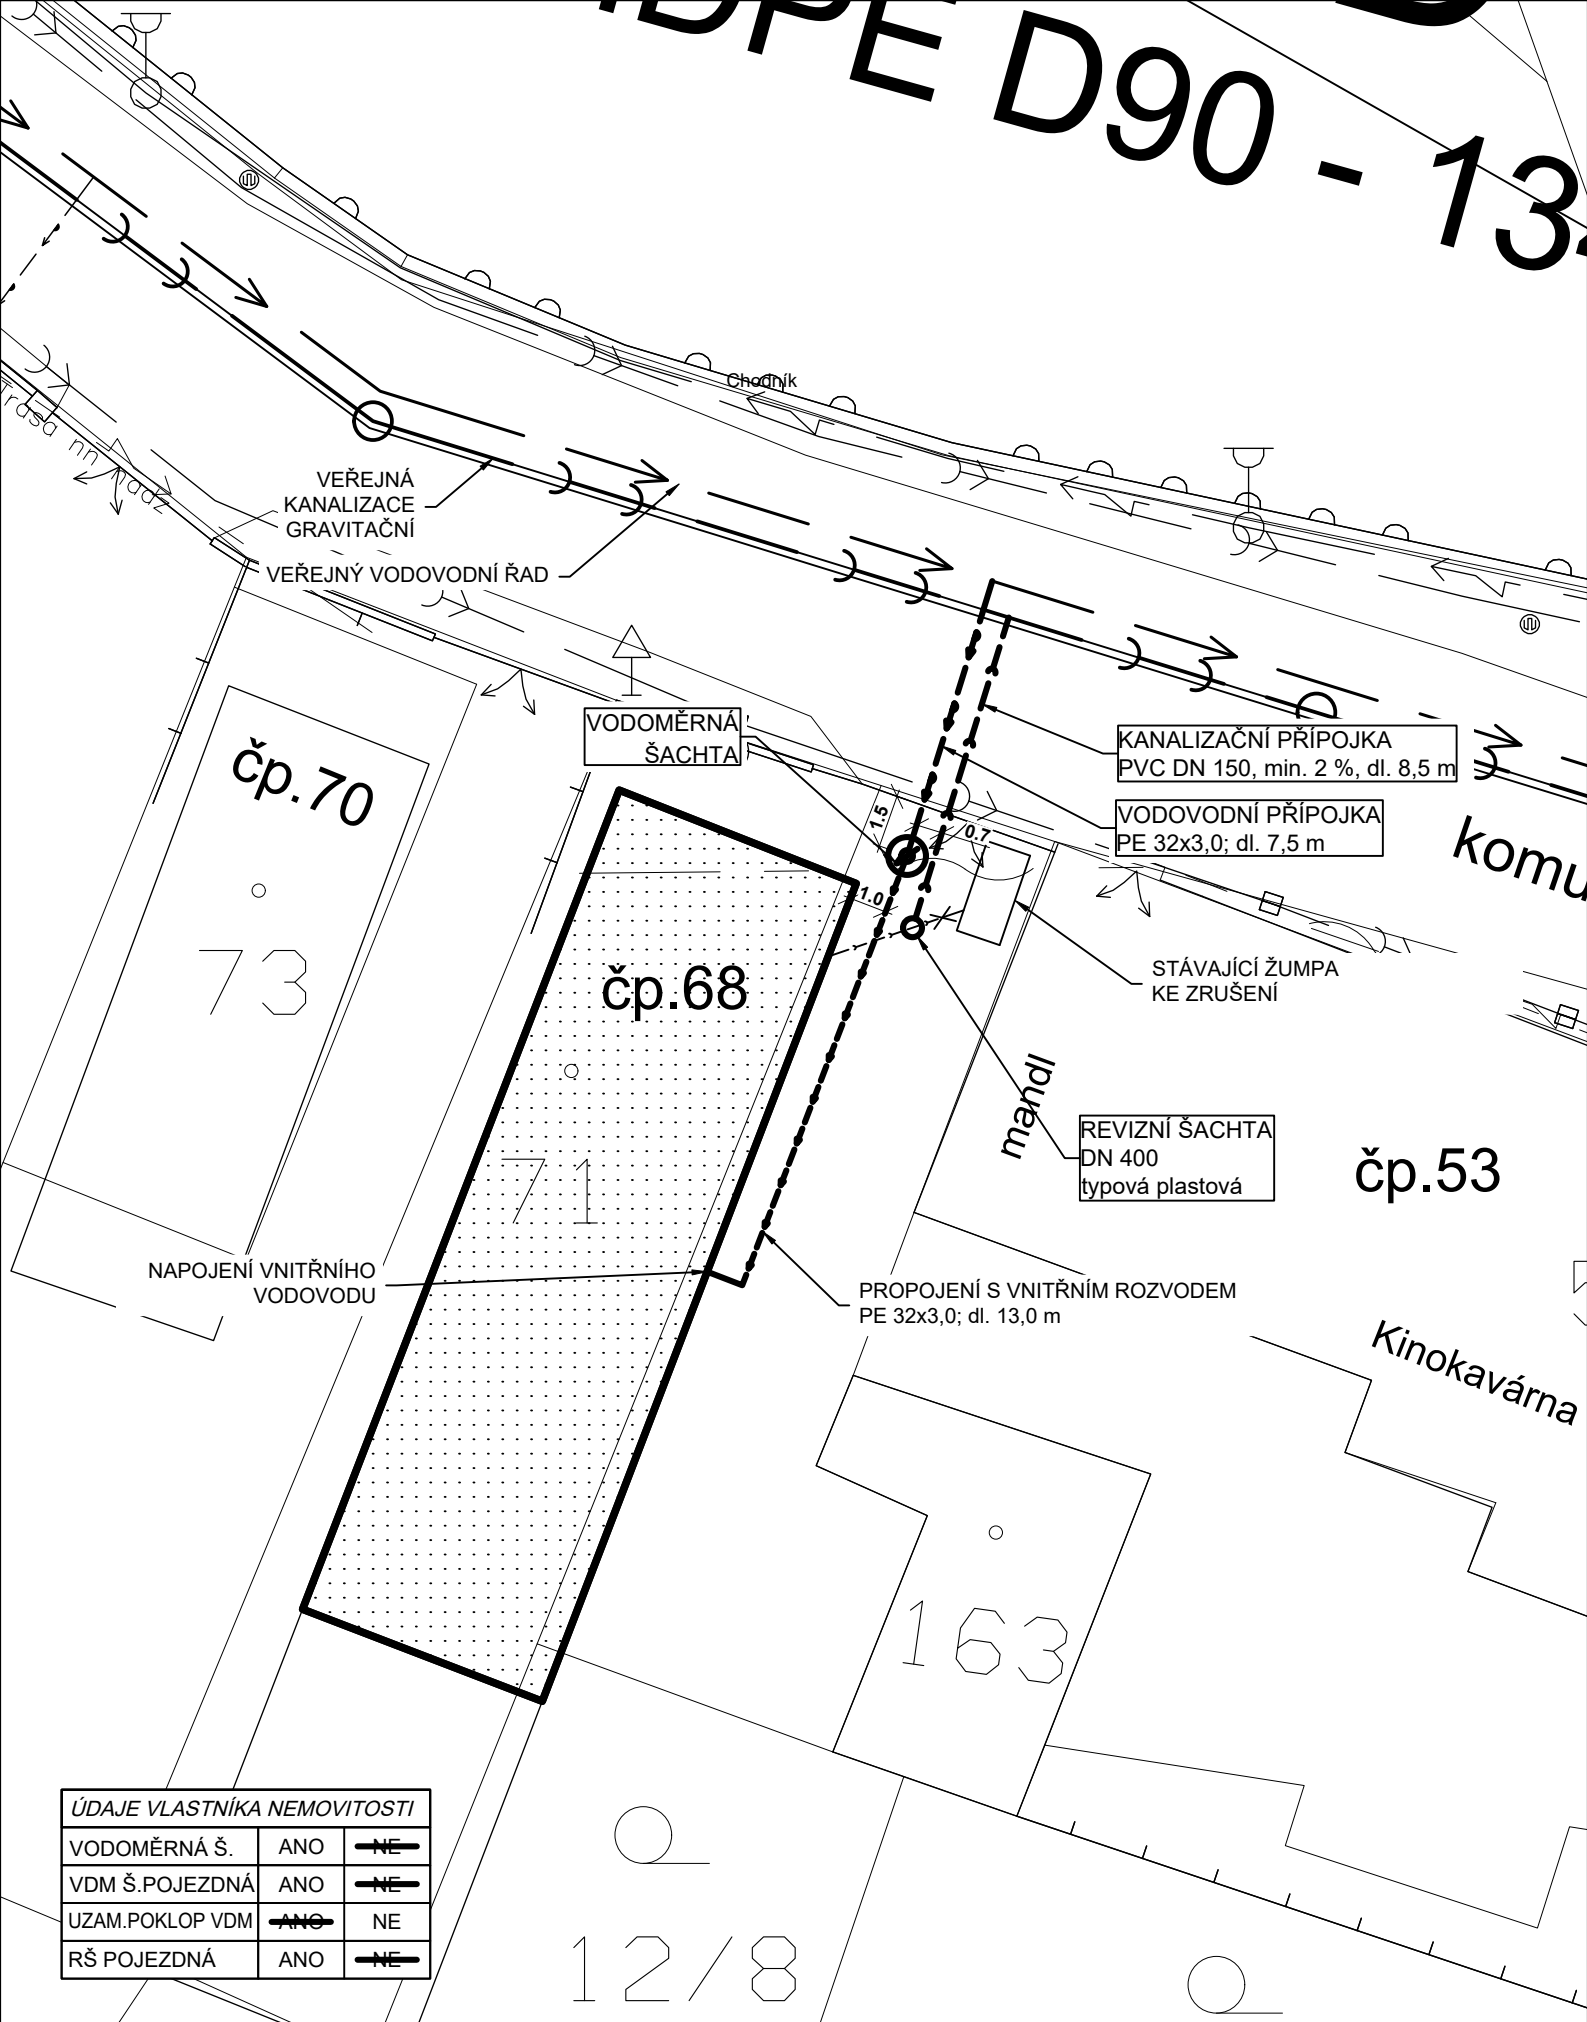 D90 - 13
Chodník
Trasa nn nadz
VEŘEJNÁ
KANALIZACE
GRAVITAČNÍ
VEŘEJNÝ VODOVODNÍ ŘAD
VODOMĚRNÁ
ŠACHTA
KANALIZAČNÍ PŘÍPOJKA
PVC DN 150, min. 2 %, dl. 8,5 m
VODOVODNÍ PŘÍPOJKA
PE 32x3,0; dl. 7,5 m
čp.70
1.5
0.7
1.0
komu
73
čp.68
STÁVAJÍCÍ ŽUMPA
KE ZRUŠENÍ
mandl
REVIZNÍ ŠACHTA
DN 400
typová plastová
čp.53
71
NAPOJENÍ VNITŘNÍHO
VODOVODU
PROPOJENÍ S VNITŘNÍM ROZVODEM
PE 32x3,0; dl. 13,0 m
Kinokavárna
163
ÚDAJE VLASTNÍKA NEMOVITOSTI
VODOMĚRNÁ Š. ANO NE
VDM Š.POJEZDNÁ ANO NE
UZAM.POKLOP VDM ANO NE
RŠ POJEZDNÁ ANO NE
12/8